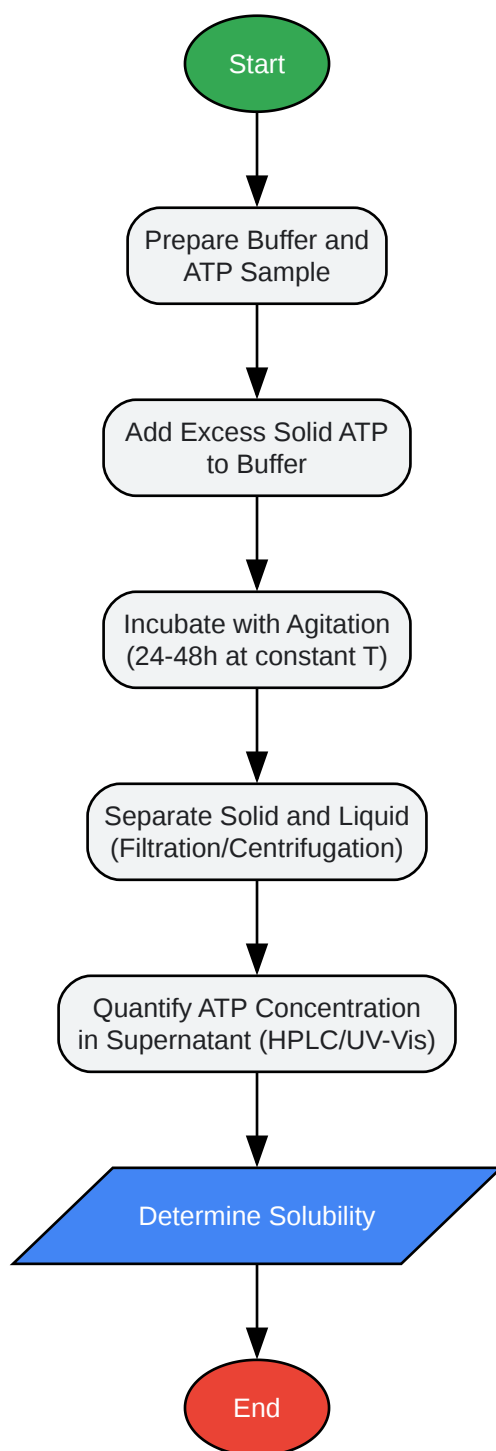 Start
Prepare Buffer and
ATP Sample
Add Excess Solid ATP
to Buffer
Incubate with Agitation
(24-48h at constant T)
Separate Solid and Liquid
(Filtration/Centrifugation)
Quantify ATP Concentration
in Supernatant (HPLC/UV-Vis)
Determine Solubility
End